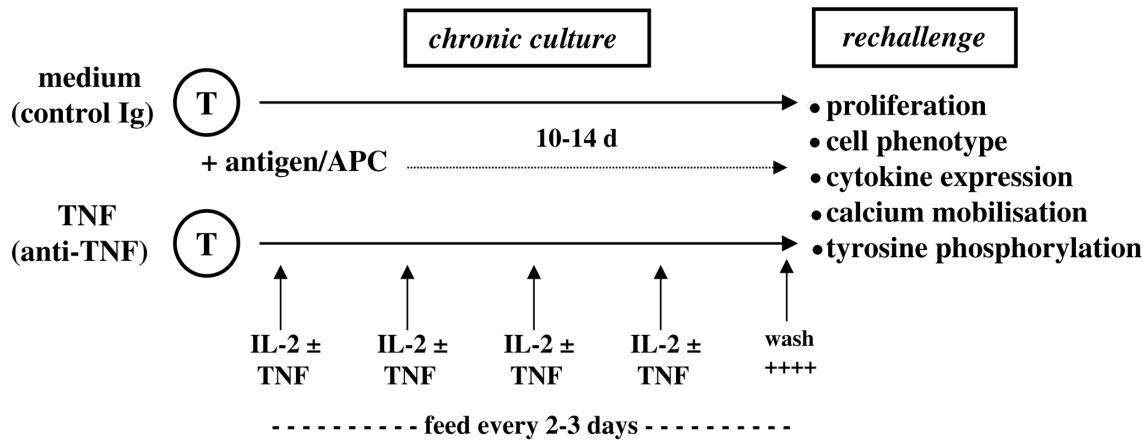 chronic culture
rechallenge
medium
(control Ig)
T
+ antigen/APC
10-14 d
TNF
(anti-TNF)
T
• proliferation
• cell phenotype
• cytokine expression
• calcium mobilisation
• tyrosine phosphorylation
IL-2 ±
TNF
IL-2 ±
TNF
IL-2 ±
TNF
IL-2 ±
TNF
wash
++++
- - - - - - - - - - feed every 2-3 days - - - - - - - - - -